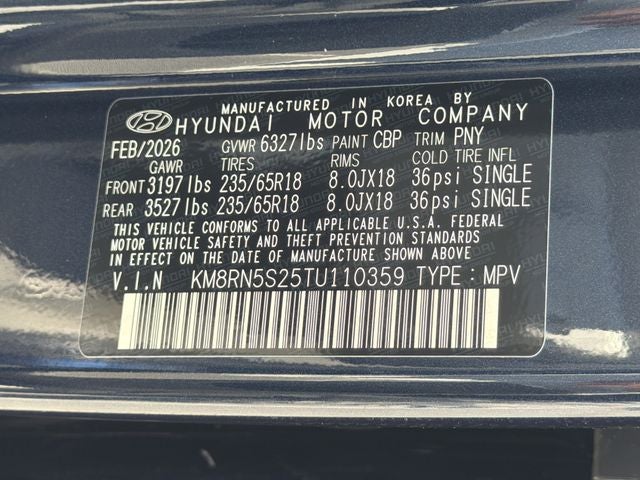 MANUFACTURED IN KOREA BY
HYUNDAI MOTOR COMPANY
FEB/2026 GVWR 6327lbs PAINT CBP TRIM PNY
GAWR TIRES RIMS COLD TIRE INFL
FRONT 3197lbs 235/65R18 8.0JX18 36psi SINGLE
REAR 3527lbs 235/65R18 8.0JX18 36psi SINGLE
THIS VEHICLE CONFORMS TO ALL APPLICABLE U.S.A. FEDERAL
MOTOR VEHICLE SAFETY AND THEFT PREVENTION STANDARDS
IN EFFECT ON THE DATE OF MANUFACTURE SHOWN ABOVE.
V.I.N KM8RN5S25TU110359 TYPE : MPV